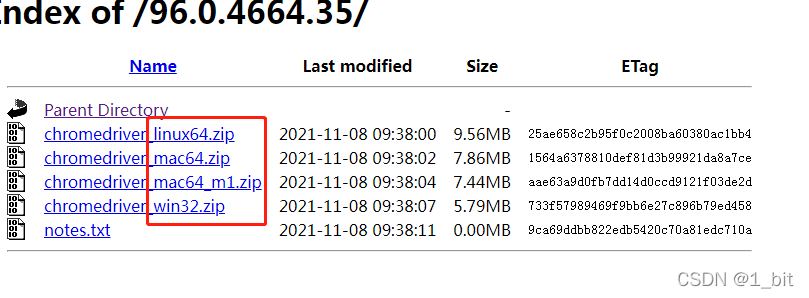 Index of /96.0.4664.35/
Name Last modified Size ETag
Parent Directory -
chromedriver_linux64.zip 2021-11-08 09:38:00 9.56MB 25ae658c2b95f0c2008ba60380ac1bb4
chromedriver_mac64.zip 2021-11-08 09:38:02 7.86MB 1564a6378810def81d3b99921da8a7ce
chromedriver_mac64_m1.zip 2021-11-08 09:38:04 7.44MB aae63a9d0fb7dd14d0ccd9121f03de2d
chromedriver_win32.zip 2021-11-08 09:38:07 5.79MB 733f57989469f9bb6e27c896b79ed458
notes.txt 2021-11-08 09:38:11 0.00MB 9ca69ddbb822edb5420c70a81edc710a
CSDN @1_bit